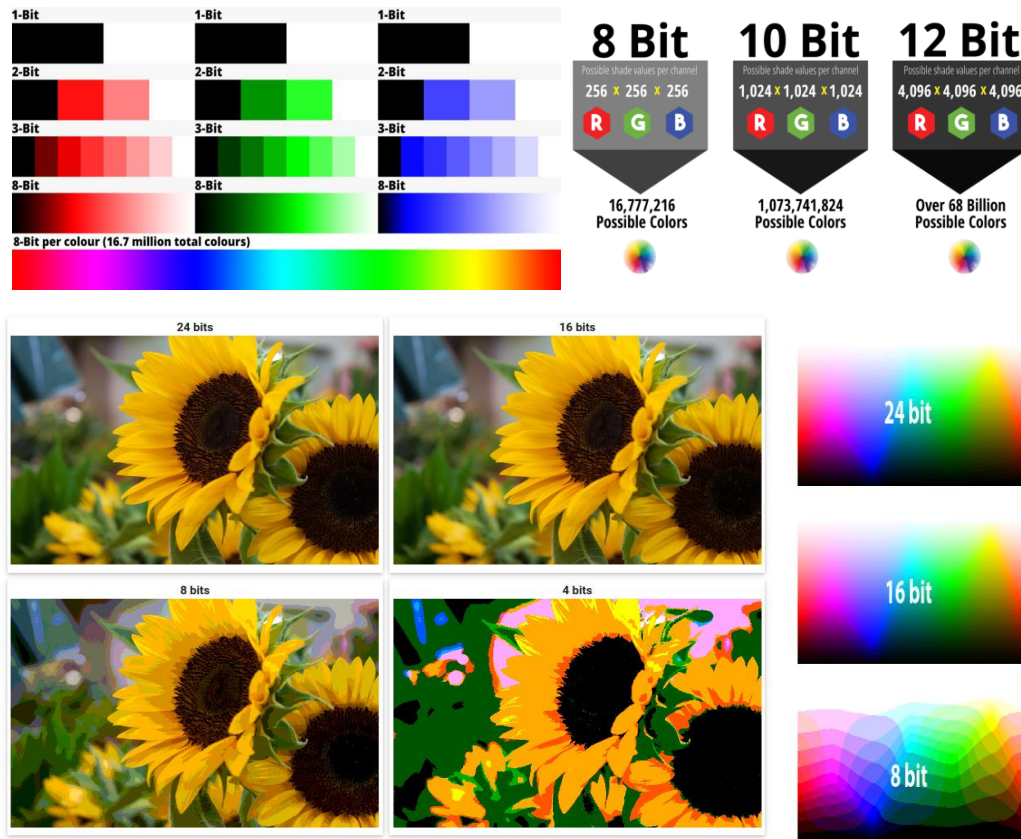 1-Bit
1-Bit
1-Bit
2-Bit
2-Bit
2-Bit
3-Bit
3-Bit
3-Bit
8-Bit
8-Bit
8-Bit
8-Bit per colour (16.7 million total colours)
8 Bit
Possible shade values per channel
256 x 256 x 256
R G B
16,777,216
Possible Colors
10 Bit
Possible shade values per channel
1,024 x 1,024 x 1,024
R G B
1,073,741,824
Possible Colors
12 Bit
Possible shade values per channel
4,096 x 4,096 x 4,096
R G B
Over 68 Billion
Possible Colors
24 bits
16 bits
8 bits
4 bits
24 bit
16 bit
8 bit